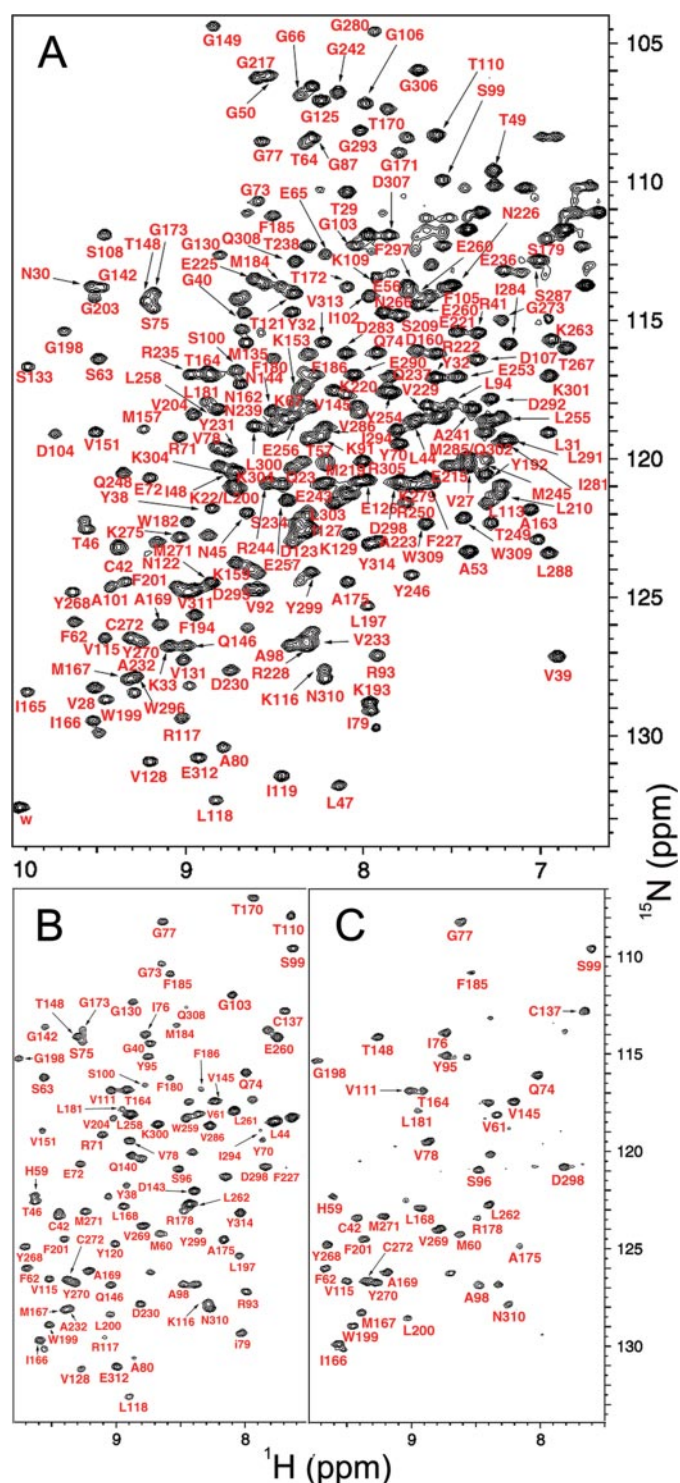 A
G149
G280
G66
G106
G242
G217
G306
T110
G50
S99
G125
T170
T49
G293
G77
T64
G87
G171
D307
E65
G73
T29
N226
S108
T148
G173
G130
Q308
F185
T238
G103
F297
E260
S179
N30
G142
E225
M184
K109
E236
T172
E56
I284
S287
G203
G40
V313
N266
F105
G273
S75
T121
Y32
I102
S209
E260
R41
E221
G198
S100
K153
D283
D160
R222
K263
S133
S63
R235
T164
M135
F180
E186
Q74
E290
Y32
D107
T267
L258
N144
Q237
E253
K301
L181
N162
K67
K220
V229
L94
D292
V204
N239
V145
Y254
L255
M157
Y231
V286
A241
L31
D104
V151
R71
V78
E256
T57
K91
I294
Y70
L44
M285/Q302
L291
K304
L300
M219
Y192
I281
Q248
E72
I48
K304
Q23
R305
K279
E215
M245
Y38
K22/L200
E243
E126
R250
V27
L113
L210
T46
K275
W182
S234
L303
D298
T249
A163
N45
I127
A223
F227
W309
W309
C42
M271
R244
D123
K129
Y314
A53
L288
F201
N122
K159
E257
Y246
Y268
A101
A169
V311
D295
V92
Y299
A175
F62
C272
F194
L197
V115
Y270
Q146
A98
V233
M167
A232
K33
V131
R228
R93
V39
I165
V28
W199
W296
D230
K116
N310
K193
I166
R117
I79
V128
E312
A80
I119
L118
L47
w
105
110
115
120
125
130
10
9
8
7
¹⁵N (ppm)
B
G77
T170
T110
G73
F185
S99
T148
G173
G130
I76
Q308
G103
C137
G142
M184
G198
S75
G40
E260
Y95
F186
S63
S100
F180
V145
Q74
V111
T164
L181
V61
V151
V204
L258
W259
L261
R71
K300
V286
L44
V78
I294
Y70
E72
Q140
S96
D298
F227
H59
T46
Y38
D143
L262
C42
M271
L168
R178
Y314
F201
V269
Y299
Y268
C272
Y120
M60
A175
F62
A169
L197
V115
Y270
Q146
A98
M167
D230
R93
A232
L200
K116
N310
W199
R117
i79
I166
A80
V128
E312
L118
9
8
C
G77
S99
F185
C137
T148
I76
G198
Y95
V111
T164
Q74
L181
V145
V61
V78
S96
D298
H59
L262
C42
M271
L168
R178
Y268
F201
V269
M60
A175
F62
C272
A169
V115
Y270
A98
M167
L200
N310
W199
I166
110
115
120
125
130
9
8
¹H (ppm)